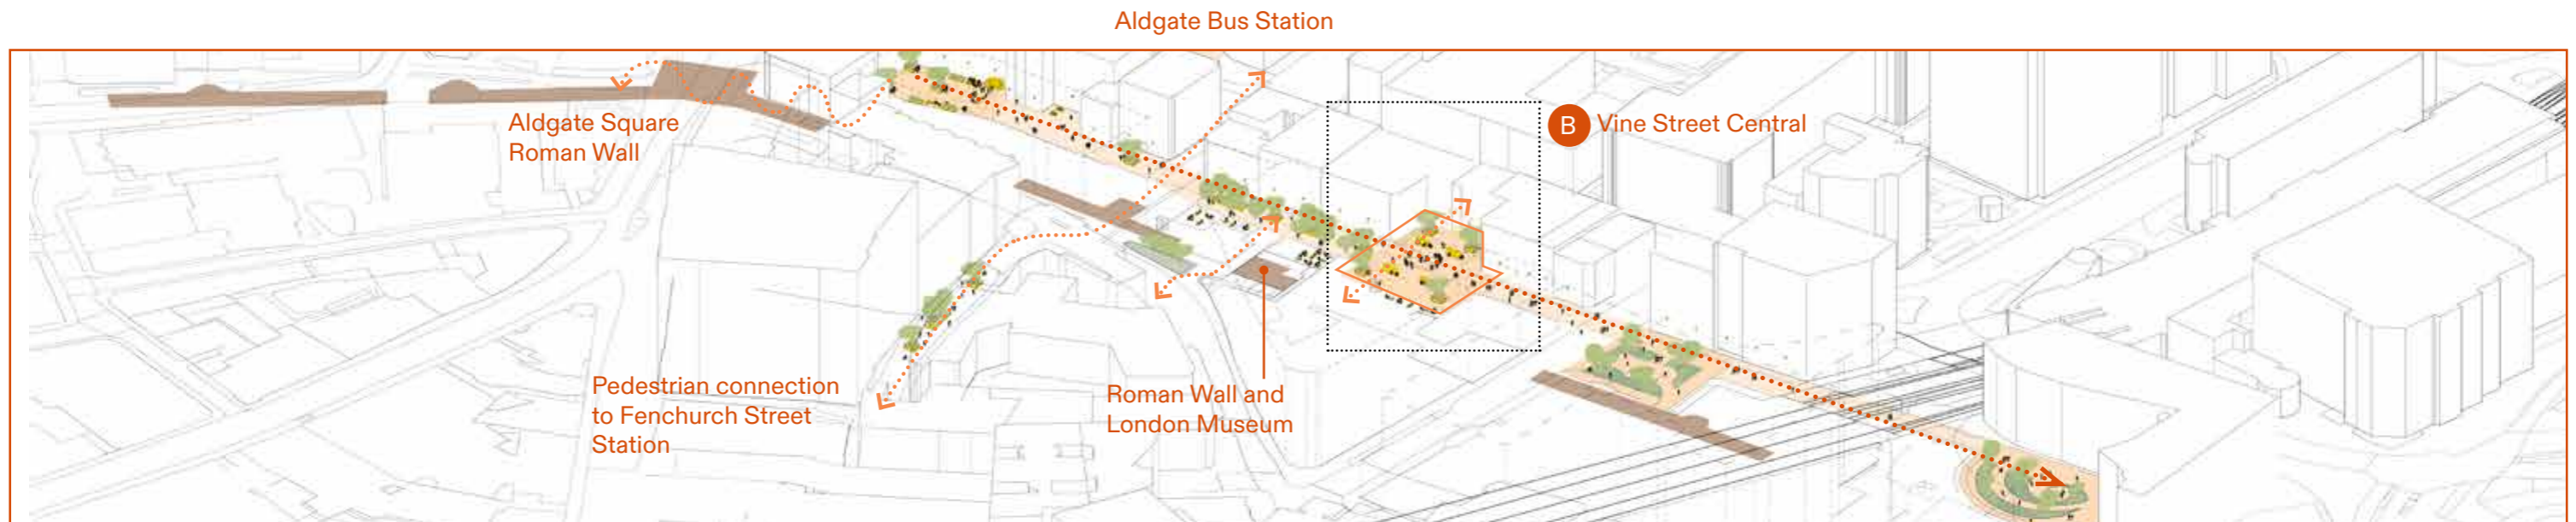 Aldgate Bus Station
Aldgate Square
Roman Wall
B Vine Street Central
Pedestrian connection
to Fenchurch Street
Station
Roman Wall and
London Museum